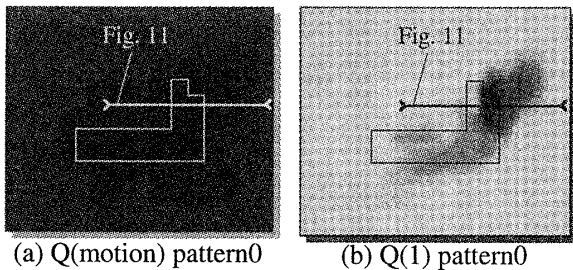 Fig. 11
Fig. 11
(a) Q(motion) pattern0
(b) Q(1) pattern0